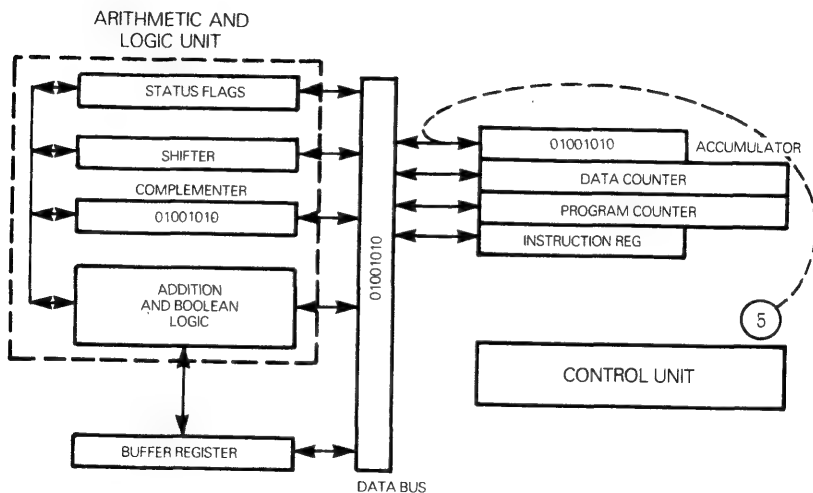 ARITHMETIC AND
LOGIC UNIT
STATUS FLAGS
SHIFTER
COMPLEMENTER
01001010
ADDITION
AND BOOLEAN
LOGIC
BUFFER REGISTER
01001010
DATA BUS
01001010
ACCUMULATOR
DATA COUNTER
PROGRAM COUNTER
INSTRUCTION REG
5
CONTROL UNIT